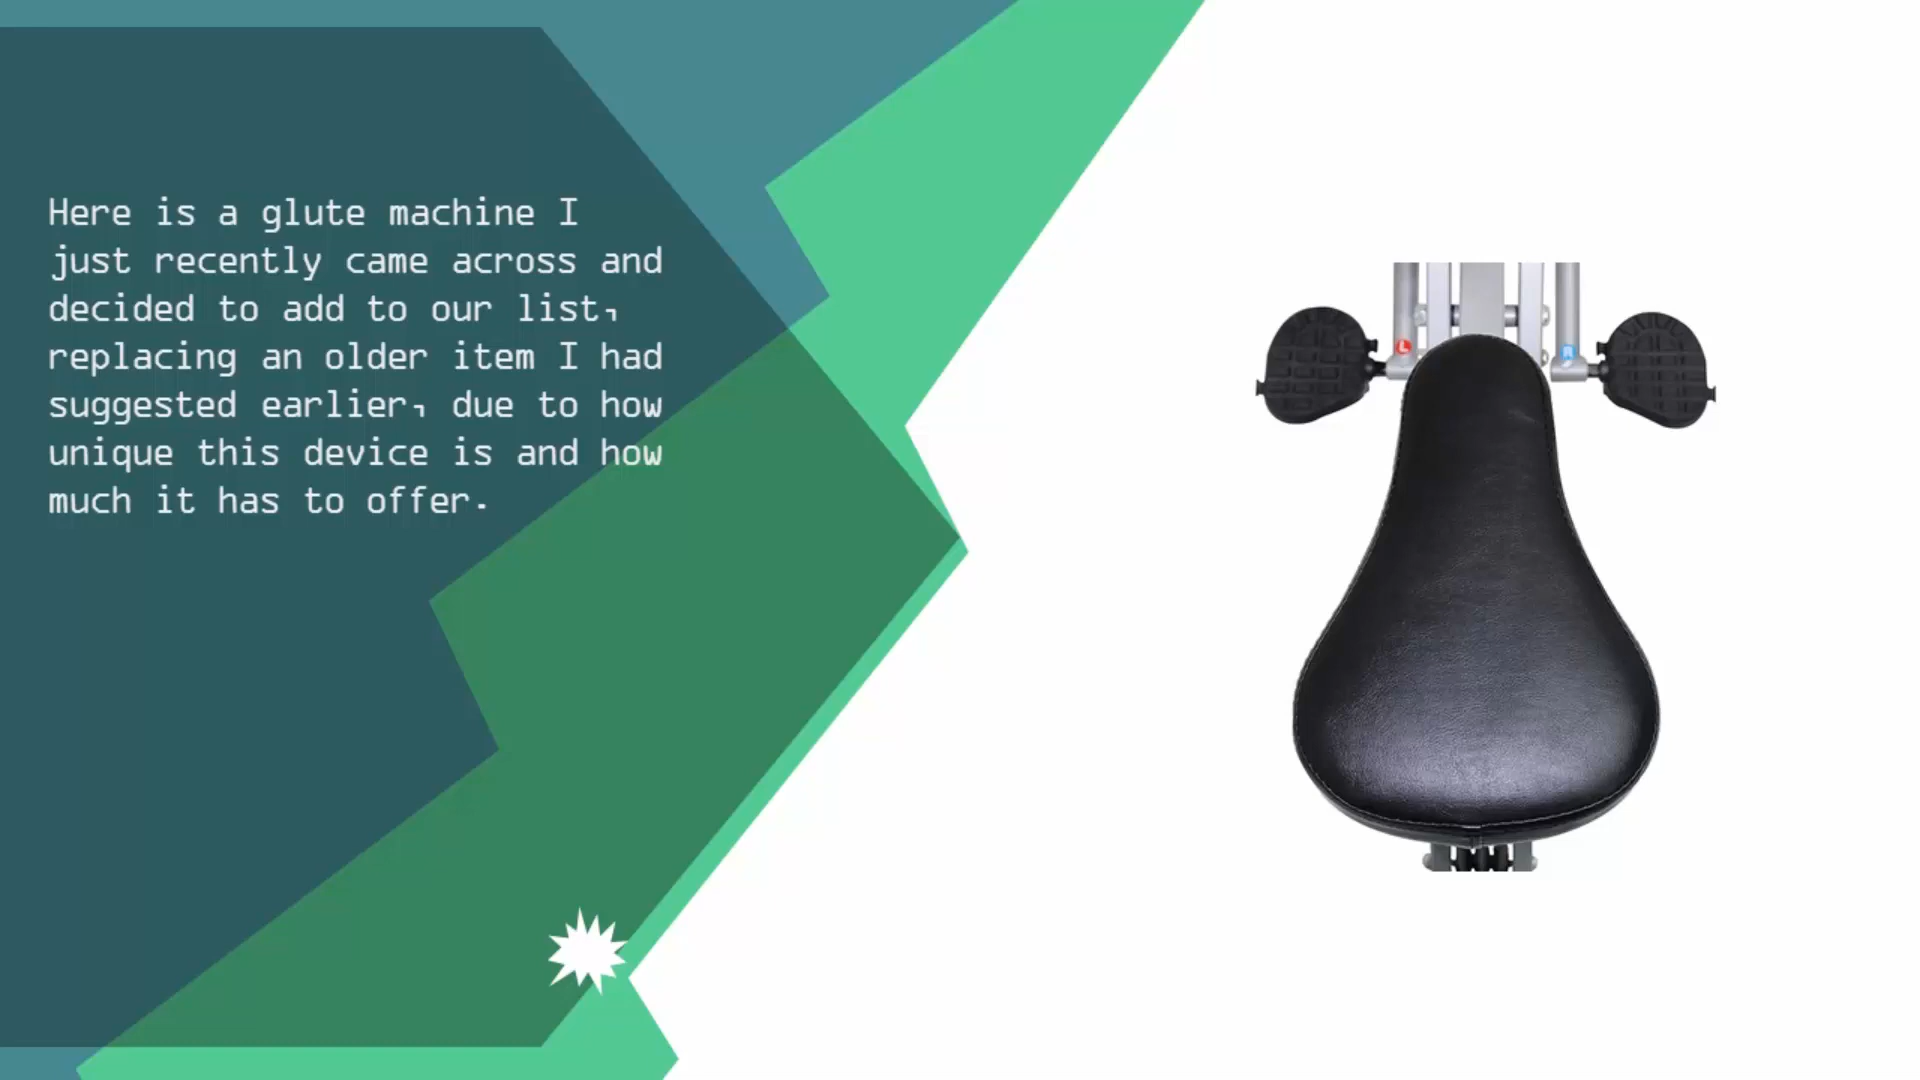 Here is a glute machine I
just recently came across and
decided to add to our list,
replacing an older item I had
suggested earlier, due to how
unique this device is and how
much it has to offer.
L
R